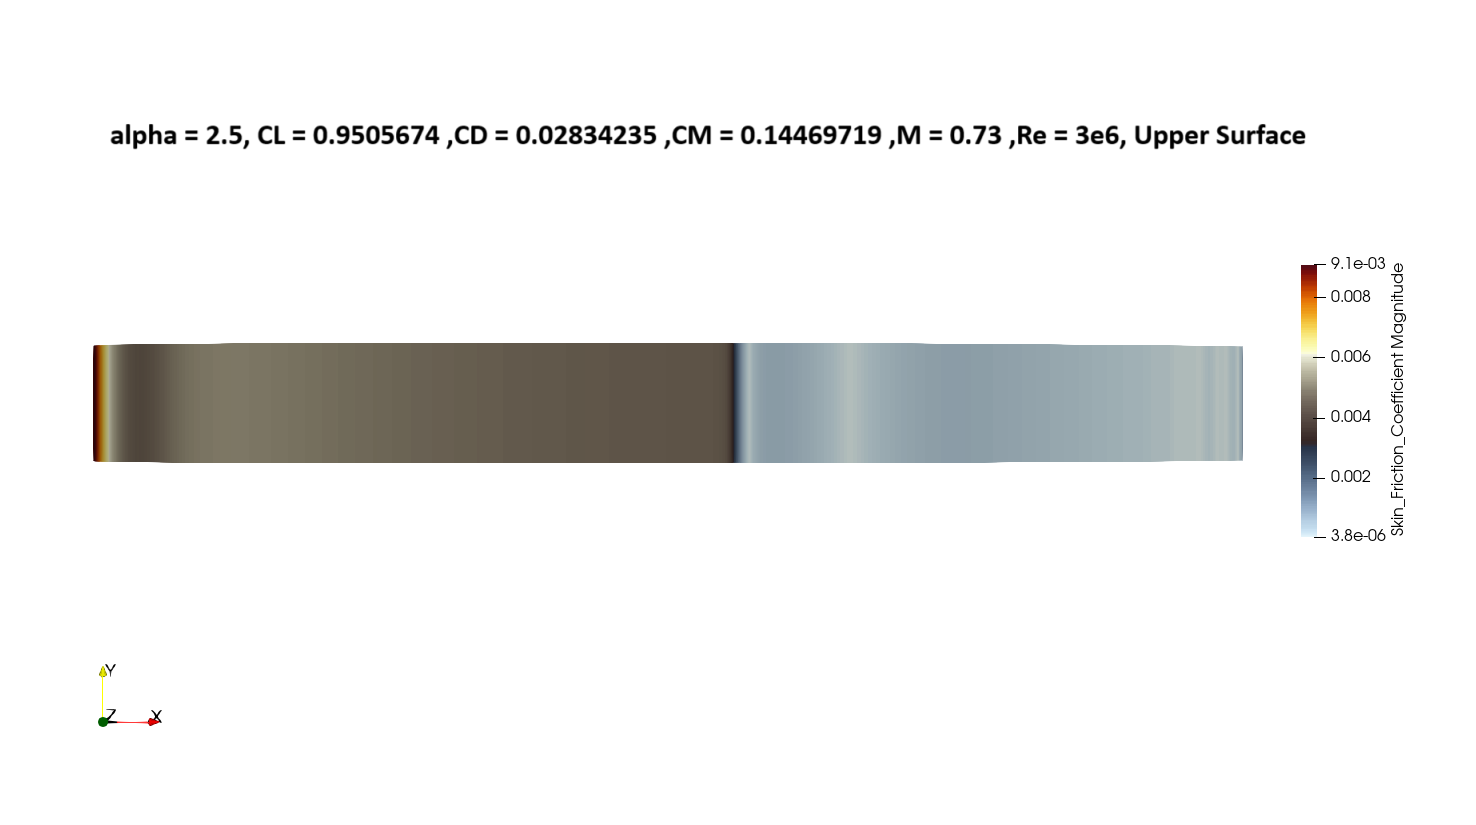 alpha = 2.5, CL = 0.9505674 ,CD = 0.02834235 ,CM = 0.14469719 ,M = 0.73 ,Re = 3e6, Upper Surface
9.1e-03
0.008
0.006
0.004
0.002
3.8e-06
Skin_Friction_Coefficient Magnitude
Y
Z
X